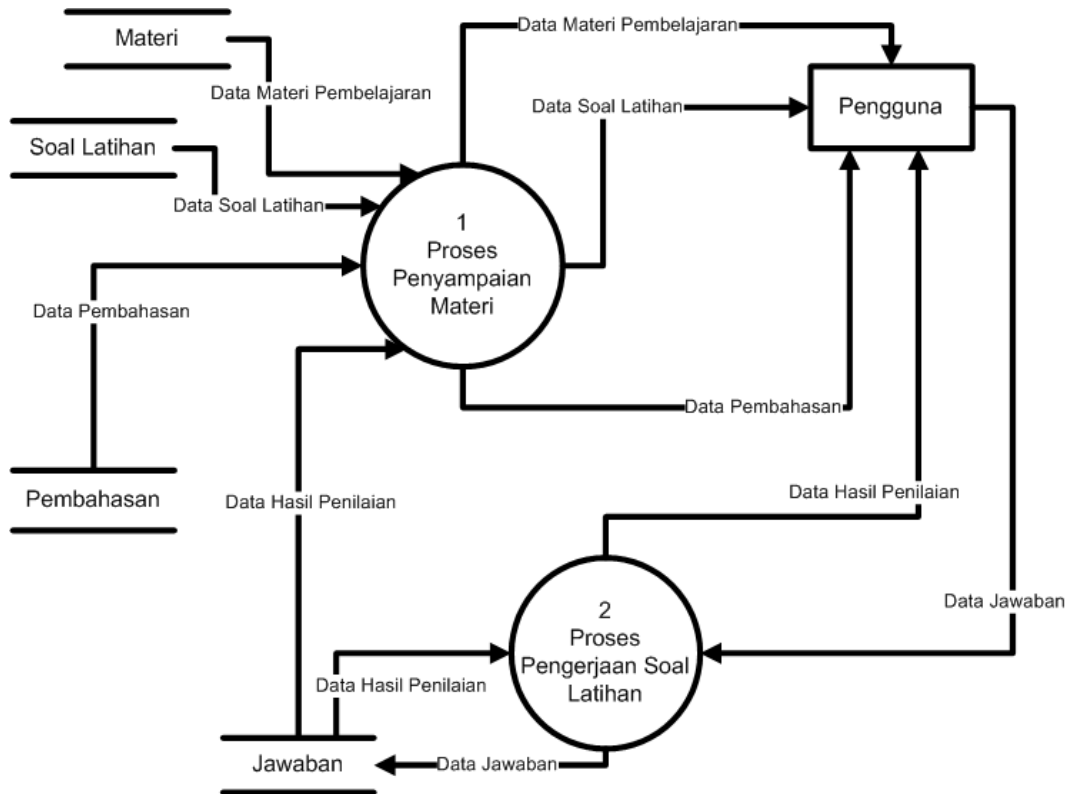 Materi
Data Materi Pembelajaran
Data Materi Pembelajaran
Data Soal Latihan
Pengguna
Soal Latihan
Data Soal Latihan
1
Proses
Penyampaian
Materi
Data Pembahasan
Data Pembahasan
Pembahasan
Data Hasil Penilaian
Data Hasil Penilaian
2
Proses
Pengerjaan Soal
Latihan
Data Jawaban
Data Hasil Penilaian
Jawaban
Data Jawaban